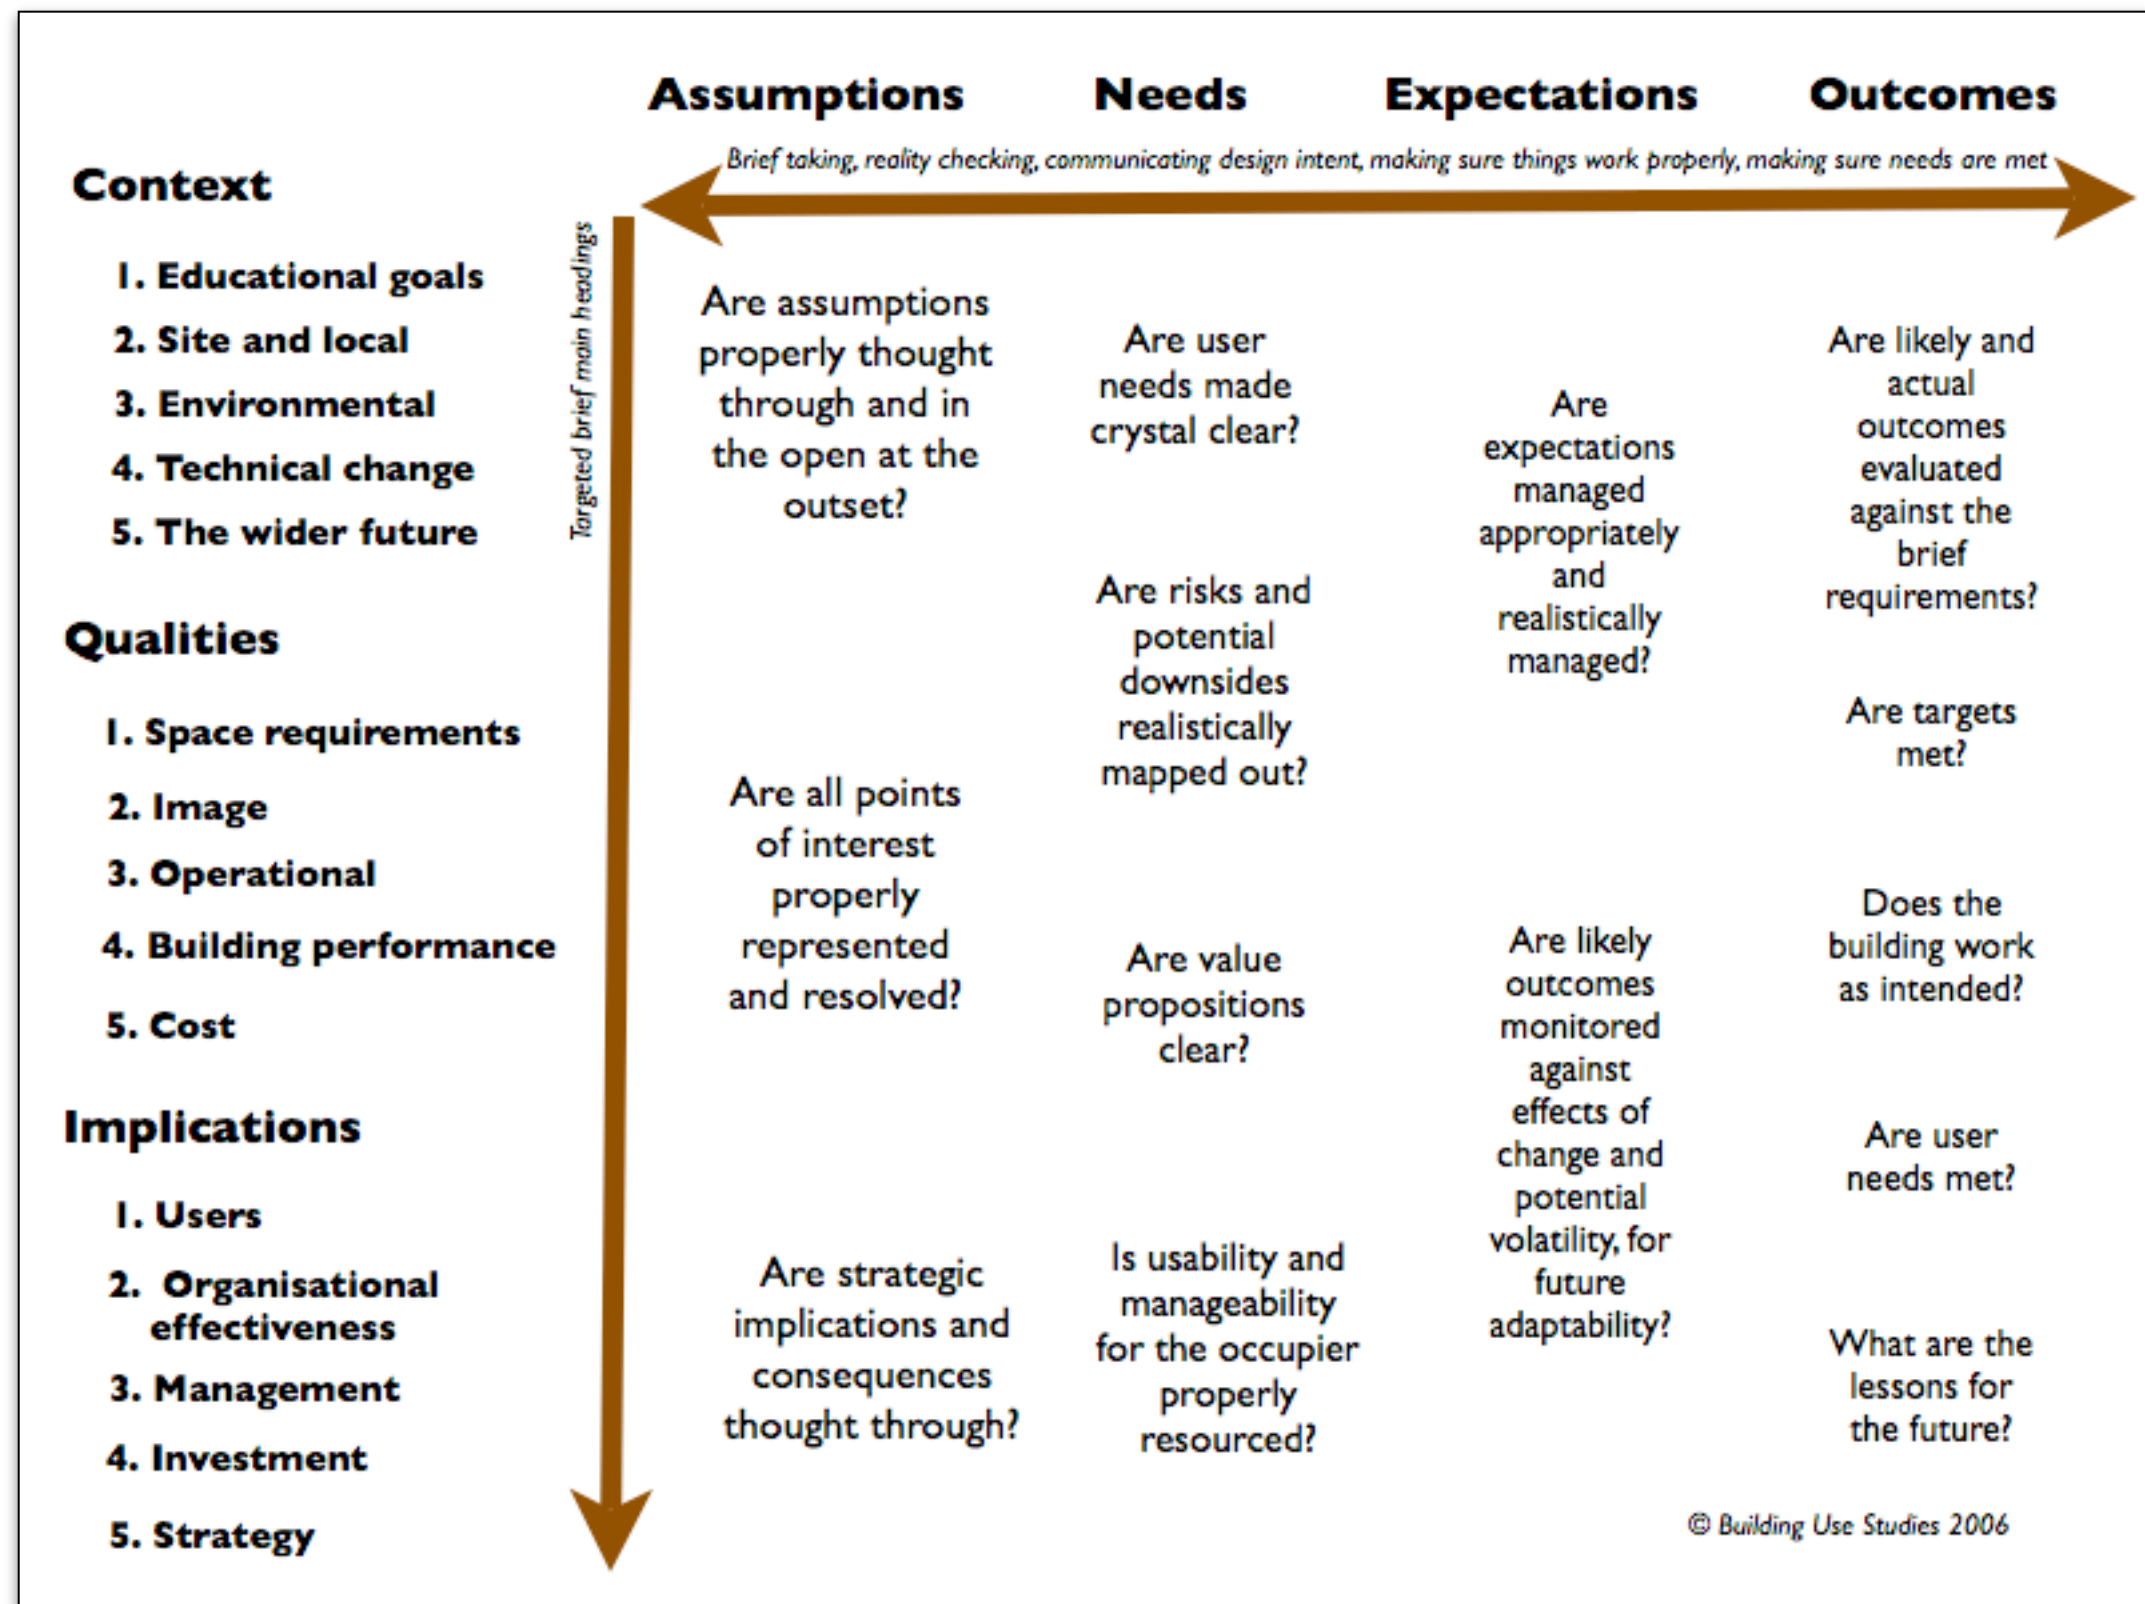 Assumptions
Needs
Expectations
Outcomes
Brief taking, reality checking, communicating design intent, making sure things work properly, making sure needs are met
Targeted brief main headings
Context
1. Educational goals
2. Site and local
3. Environmental
4. Technical change
5. The wider future
Qualities
1. Space requirements
2. Image
3. Operational
4. Building performance
5. Cost
Implications
1. Users
2. Organisational
effectiveness
3. Management
4. Investment
5. Strategy
Are assumptions
properly thought
through and in
the open at the
outset?
Are all points
of interest
properly
represented
and resolved?
Are strategic
implications and
consequences
thought through?
Are user
needs made
crystal clear?
Are risks and
potential
downsides
realistically
mapped out?
Are value
propositions
clear?
Is usability and
manageability
for the occupier
properly
resourced?
Are
expectations
managed
appropriately
and
realistically
managed?
Are likely
outcomes
monitored
against
effects of
change and
potential
volatility, for
future
adaptability?
Are likely and
actual
outcomes
evaluated
against the
brief
requirements?
Are targets
met?
Does the
building work
as intended?
Are user
needs met?
What are the
lessons for
the future?
© Building Use Studies 2006